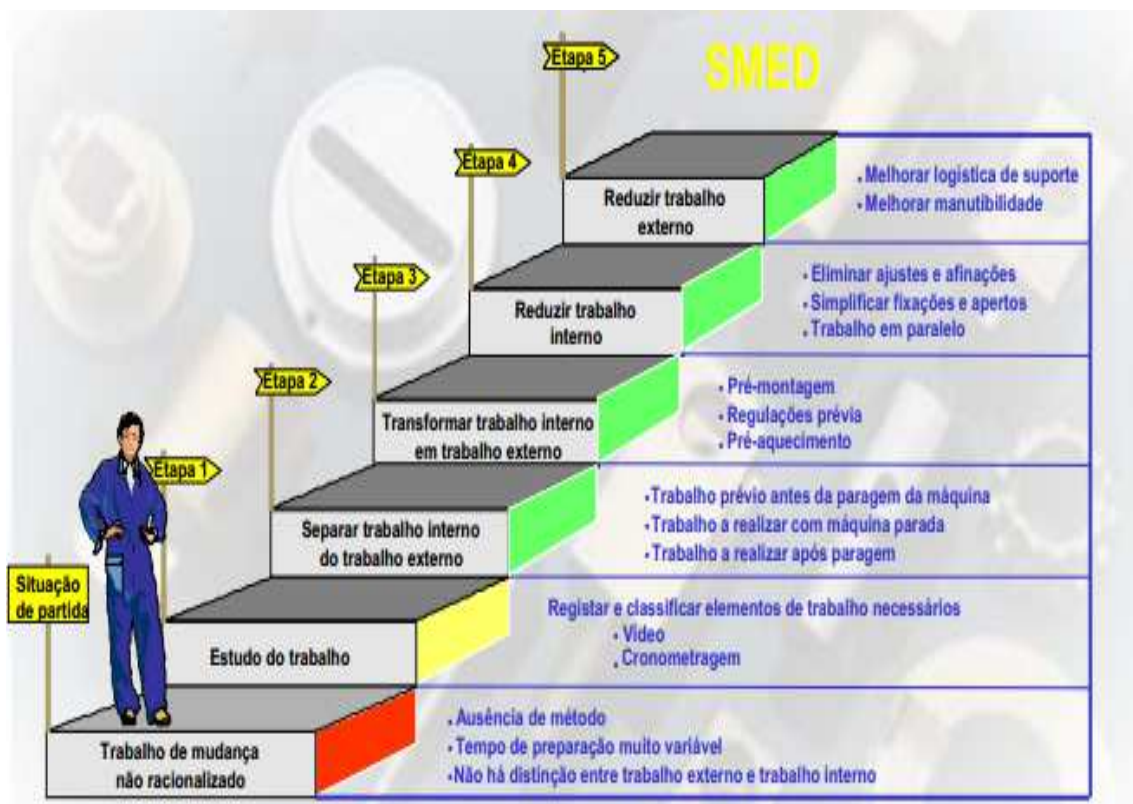 SMED
Etapa 5
Reduzir trabalho
externo
• Melhorar logística de suporte
• Melhorar manutibilidade
Etapa 4
Reduzir trabalho
interno
• Eliminar ajustes e afinações
• Simplificar fixações e apertos
• Trabalho em paralelo
Etapa 3
Transformar trabalho interno
em trabalho externo
• Pré-montagem
• Regulações prévia
• Pré-aquecimento
Etapa 2
Separar trabalho interno
do trabalho externo
• Trabalho prévio antes da paragem da máquina
• Trabalho a realizar com máquina parada
• Trabalho a realizar após paragem
Etapa 1
Estudo do trabalho
Registar e classificar elementos de trabalho necessários
• Video
• Cronometragem
Situação
de partida
Trabalho de mudança
não racionalizado
• Ausência de método
• Tempo de preparação muito variável
• Não há distinção entre trabalho externo e trabalho interno